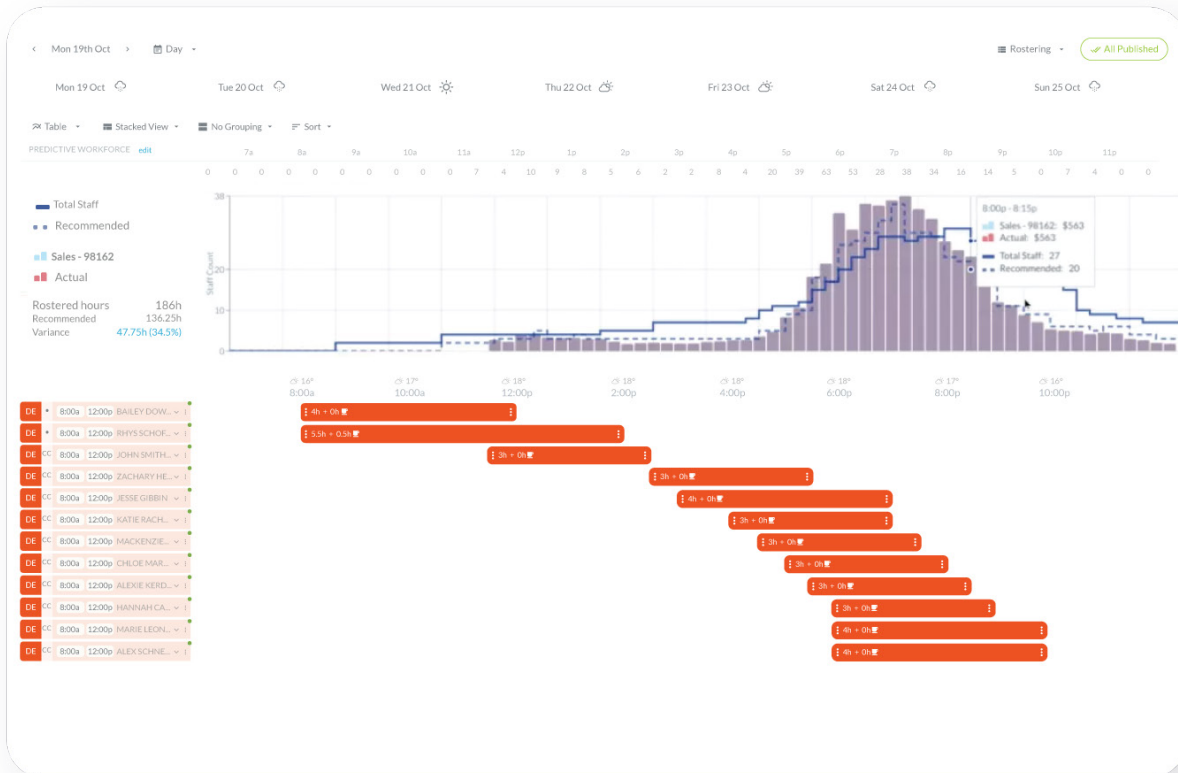 Mon 19th Oct Day Rostering All Published
Mon 19 Oct Tue 20 Oct Wed 21 Oct Thu 22 Oct Fri 23 Oct Sat 24 Oct Sun 25 Oct
Table Stacked View No Grouping Sort
PREDICTIVE WORKFORCE edit 7a 8a 9a 10a 11a 12p 1p 2p 3p 4p 5p 6p 7p 8p 9p 10p 11p
0 0 0 0 0 0 0 0 0 0 0 0 7 4 10 9 8 5 6 2 2 8 4 20 39 63 53 28 38 34 16 14 5 0 7 4 0 0
Total Staff
Recommended
Sales - 98162
Actual
Rostered hours 186h
Recommended 136.25h
Variance 47.75h (34.5%)
Staff Count
38
20
10
0
8:00p - 8:15p
Sales - 98162: $563
Actual: $563
Total Staff: 27
Recommended: 20
16° 17° 18° 18° 18° 18° 17° 16°
8:00a 10:00a 12:00p 2:00p 4:00p 6:00p 8:00p 10:00p
DE 8:00a 12:00p BAILEY DOW... 4h + 0h
DE 8:00a 12:00p RHYS SCHOF... 5.5h + 0.5h
DE CC 8:00a 12:00p JOHN SMITH... 3h + 0h
DE CC 8:00a 12:00p ZACHARY HE... 3h + 0h
DE CC 8:00a 12:00p JESSE GIBBIN 4h + 0h
DE CC 8:00a 12:00p KATIE RACH... 3h + 0h
DE CC 8:00a 12:00p MACKENZIE... 3h + 0h
DE CC 8:00a 12:00p CHLOE MAR... 3h + 0h
DE CC 8:00a 12:00p ALEXIE KERD... 3h + 0h
DE CC 8:00a 12:00p HANNAH CA... 3h + 0h
DE CC 8:00a 12:00p MARIE LEON... 4h + 0h
DE CC 8:00a 12:00p ALEX SCHNE... 4h + 0h